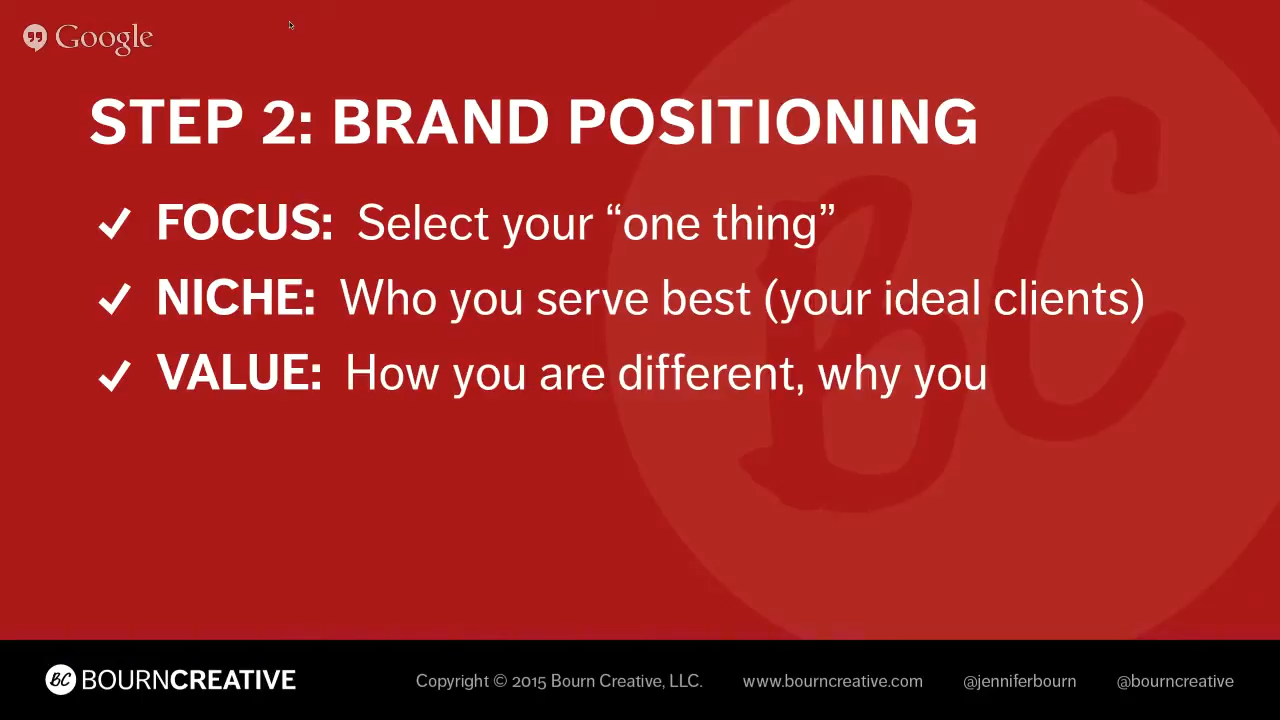 Google
STEP 2: BRAND POSITIONING
✓ FOCUS: Select your “one thing”
✓ NICHE: Who you serve best (your ideal clients)
✓ VALUE: How you are different, why you
BC
BC BOURNCREATIVE Copyright © 2015 Bourn Creative, LLC. www.bourncreative.com @jenniferbourn @bourncreative